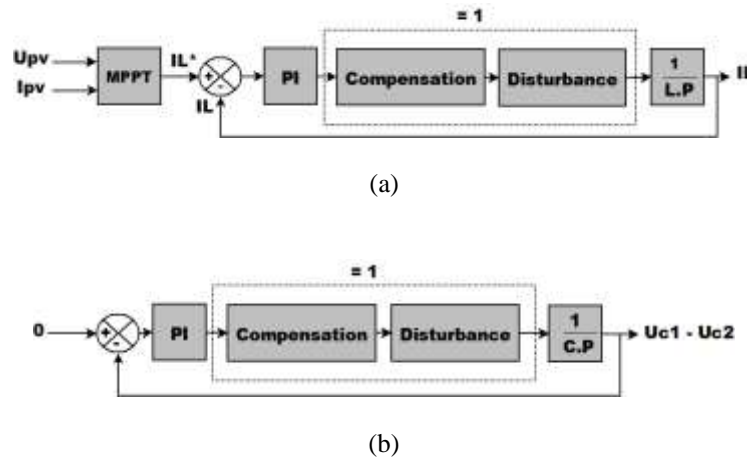 = 1
Upv
Ipv
MPPT
IL*
IL
+
-
PI
Compensation
Disturbance
1
L.P
Il
(a)
= 1
0
+
-
PI
Compensation
Disturbance
1
C.P
Uc1 - Uc2
(b)